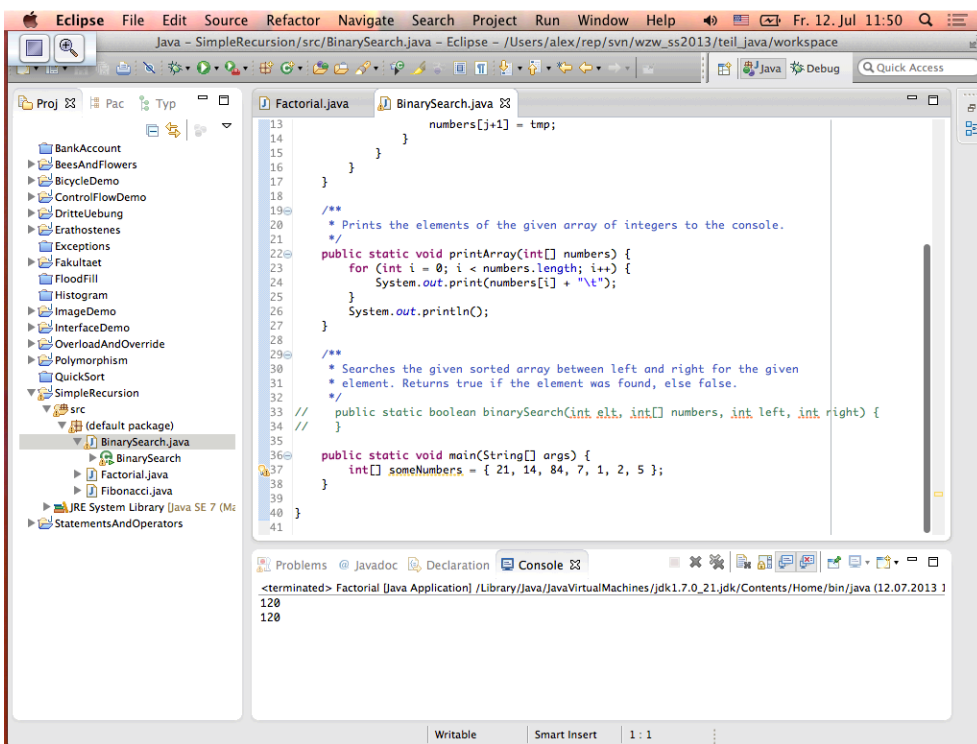 Eclipse File Edit Source Refactor Navigate Search Project Run Window Help Fr. 12. Jul 11:50
Java – SimpleRecursion/src/BinarySearch.java – Eclipse – /Users/alex/rep/svn/wzw_ss2013/teil_java/workspace
Java Debug Quick Access
Proj Pac Typ
BankAccount
BeesAndFlowers
BicycleDemo
ControlFlowDemo
DritteUebung
Erathostenes
Exceptions
Fakultaet
FloodFill
Histogram
ImageDemo
InterfaceDemo
OverloadAndOverride
Polymorphism
QuickSort
SimpleRecursion
src
(default package)
BinarySearch.java
BinarySearch
Factorial.java
Fibonacci.java
JRE System Library [Java SE 7 (Ma
StatementsAndOperators
Factorial.java BinarySearch.java
13 numbers[j+1] = tmp;
14 }
15 }
16 }
17 }
18
19 /**
20 * Prints the elements of the given array of integers to the console.
21 */
22 public static void printArray(int[] numbers) {
23 for (int i = 0; i < numbers.length; i++) {
24 System.out.print(numbers[i] + "\t");
25 }
26 System.out.println();
27 }
28
29 /**
30 * Searches the given sorted array between left and right for the given
31 * element. Returns true if the element was found, else false.
32 */
33 // public static boolean binarySearch(int elt, int[] numbers, int left, int right) {
34 // }
35
36 public static void main(String[] args) {
37 int[] someNumbers = { 21, 14, 84, 7, 1, 2, 5 };
38 }
39
40 }
41
Problems @ Javadoc Declaration Console
<terminated> Factorial [Java Application] /Library/Java/JavaVirtualMachines/jdk1.7.0_21.jdk/Contents/Home/bin/java (12.07.2013 1
120
120
Writable Smart Insert 1 : 1